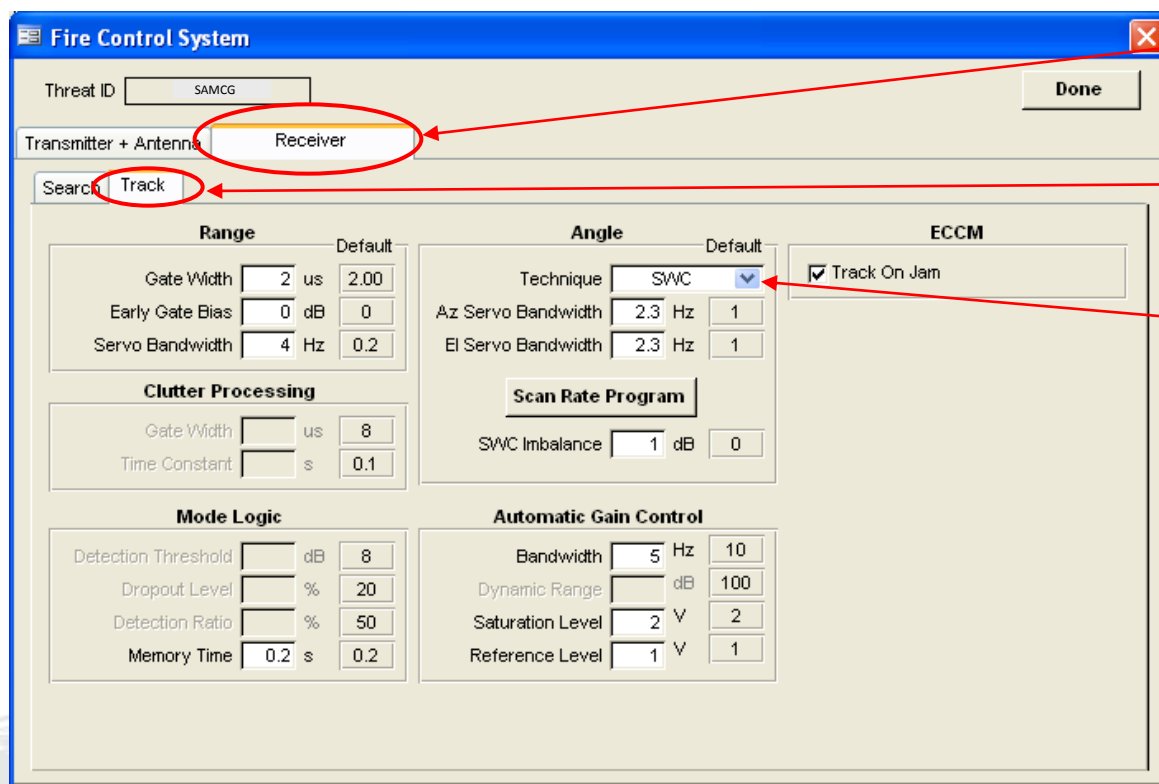 Fire Control System
Threat ID SAMCG Done
Transmitter + Antenna Receiver
Search Track
Range
Default
Gate Width 2 us 2.00
Early Gate Bias 0 dB 0
Servo Bandwidth 4 Hz 0.2
Clutter Processing
Gate Width us 8
Time Constant s 0.1
Mode Logic
Detection Threshold dB 8
Dropout Level % 20
Detection Ratio % 50
Memory Time 0.2 s 0.2
Angle
Default
Technique SWC
Az Servo Bandwidth 2.3 Hz 1
El Servo Bandwidth 2.3 Hz 1
Scan Rate Program
SWC Imbalance 1 dB 0
Automatic Gain Control
Bandwidth 5 Hz 10
Dynamic Range dB 100
Saturation Level 2 V 2
Reference Level 1 V 1
ECCM
Track On Jam